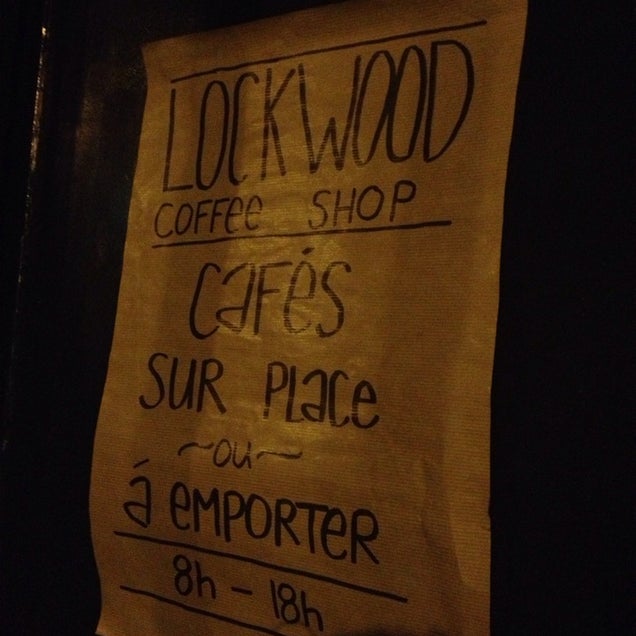 LOCKWOOD
COFFee SHOP
CaFéS
SUR PLace
~ou~
á eMPORTER
8h - 18h